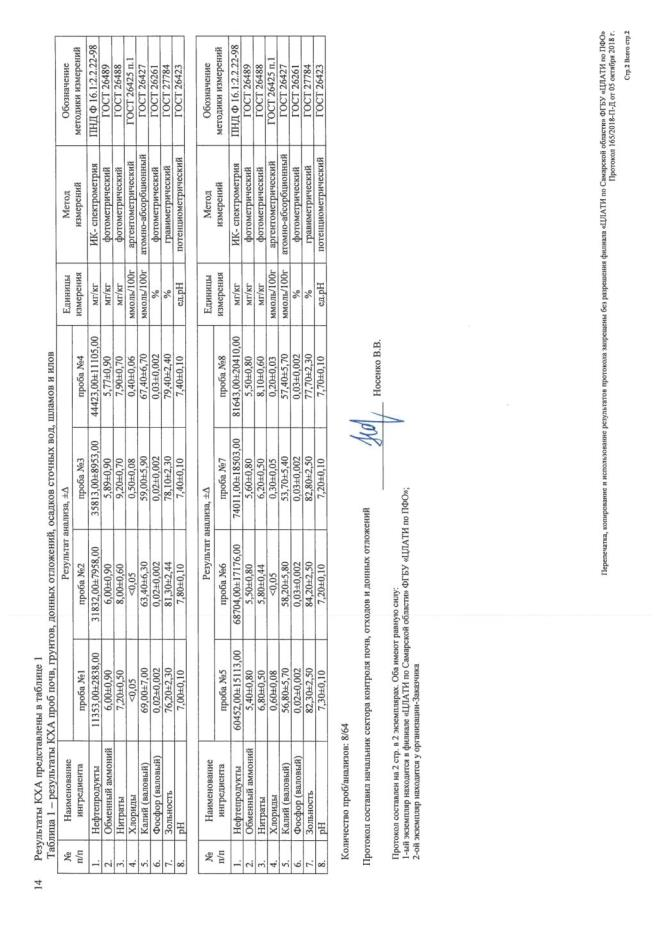 14
Результаты КХА представлены в таблице 1
Таблица 1 – результаты КХА проб почв, грунтов, донных отложений, осадков сточных вод, шламов и илов
№ п/п Наименование ингредиента Результат анализа, ±Δ Единицы измерения Метод измерений Обозначение методики измерений
проба №1 проба №2 проба №3 проба №4
1. Нефтепродукты 11353,00±2838,00 31832,00±7958,00 35813,00±8953,00 44423,00±11105,00 мг/кг ИК- спектрометрия ПНД Ф 16.1:2.2.22-98
2. Обменный аммоний 6,00±0,90 6,00±0,90 5,89±0,90 5,77±0,90 мг/кг фотометрический ГОСТ 26489
3. Нитраты 7,20±0,50 8,00±0,60 9,20±0,70 7,90±0,70 мг/кг фотометрический ГОСТ 26488
4. Хлориды <0,05 <0,05 0,50±0,08 0,40±0,06 ммоль/100г аргентометрический ГОСТ 26425 п.1
5. Калий (валовый) 69,00±7,00 63,40±6,30 59,00±5,90 67,40±6,70 ммоль/100г атомно-абсорбционный ГОСТ 26427
6. Фосфор (валовый) 0,02±0,002 0,02±0,002 0,02±0,002 0,03±0,002 % фотометрический ГОСТ 26261
7. Зольность 76,20±2,30 81,30±2,44 78,10±2,30 79,40±2,40 % гравиметрический ГОСТ 27784
8. рН 7,00±0,10 7,80±0,10 7,40±0,10 7,40±0,10 ед.рН потенциометрический ГОСТ 26423
№ п/п Наименование ингредиента Результат анализа, ±Δ Единицы измерения Метод измерений Обозначение методики измерений
проба №5 проба №6 проба №7 проба №8
1. Нефтепродукты 60452,00±15113,00 68704,00±17176,00 74011,00±18503,00 81643,00±20410,00 мг/кг ИК- спектрометрия ПНД Ф 16.1:2.2.22-98
2. Обменный аммоний 5,40±0,80 5,50±0,80 5,60±0,80 5,50±0,80 мг/кг фотометрический ГОСТ 26489
3. Нитраты 6,80±0,50 5,80±0,44 6,20±0,50 8,10±0,60 мг/кг фотометрический ГОСТ 26488
4. Хлориды 0,60±0,08 <0,05 0,30±0,05 0,20±0,03 ммоль/100г аргентометрический ГОСТ 26425 п.1
5. Калий (валовый) 56,80±5,70 58,20±5,80 53,70±5,40 57,40±5,70 ммоль/100г атомно-абсорбционный ГОСТ 26427
6. Фосфор (валовый) 0,02±0,002 0,03±0,002 0,03±0,002 0,03±0,002 % фотометрический ГОСТ 26261
7. Зольность 82,30±2,50 84,20±2,50 82,80±2,50 77,70±2,30 % гравиметрический ГОСТ 27784
8. рН 7,30±0,10 7,20±0,10 7,20±0,10 7,70±0,10 ед.рН потенциометрический ГОСТ 26423
Количество проб/анализов: 8/64
Протокол составил начальник сектора контроля почв, отходов и донных отложений Носенко В.В.
Протокол составлен на 2 стр. в 2 экземплярах. Оба имеют равную силу:
1-ый экземпляр находится в филиале «ЦЛАТИ по Самарской области» ФГБУ «ЦЛАТИ по ПФО»;
2-ой экземпляр находится у организации-Заказчика
Перепечатка, копирование и использование результатов протокола запрещены без разрешения филиала «ЦЛАТИ по Самарской области» ФГБУ «ЦЛАТИ по ПФО»
Протокол 165/2018-П-Д от 05 октября 2018 г.
Стр.2 Всего стр.2